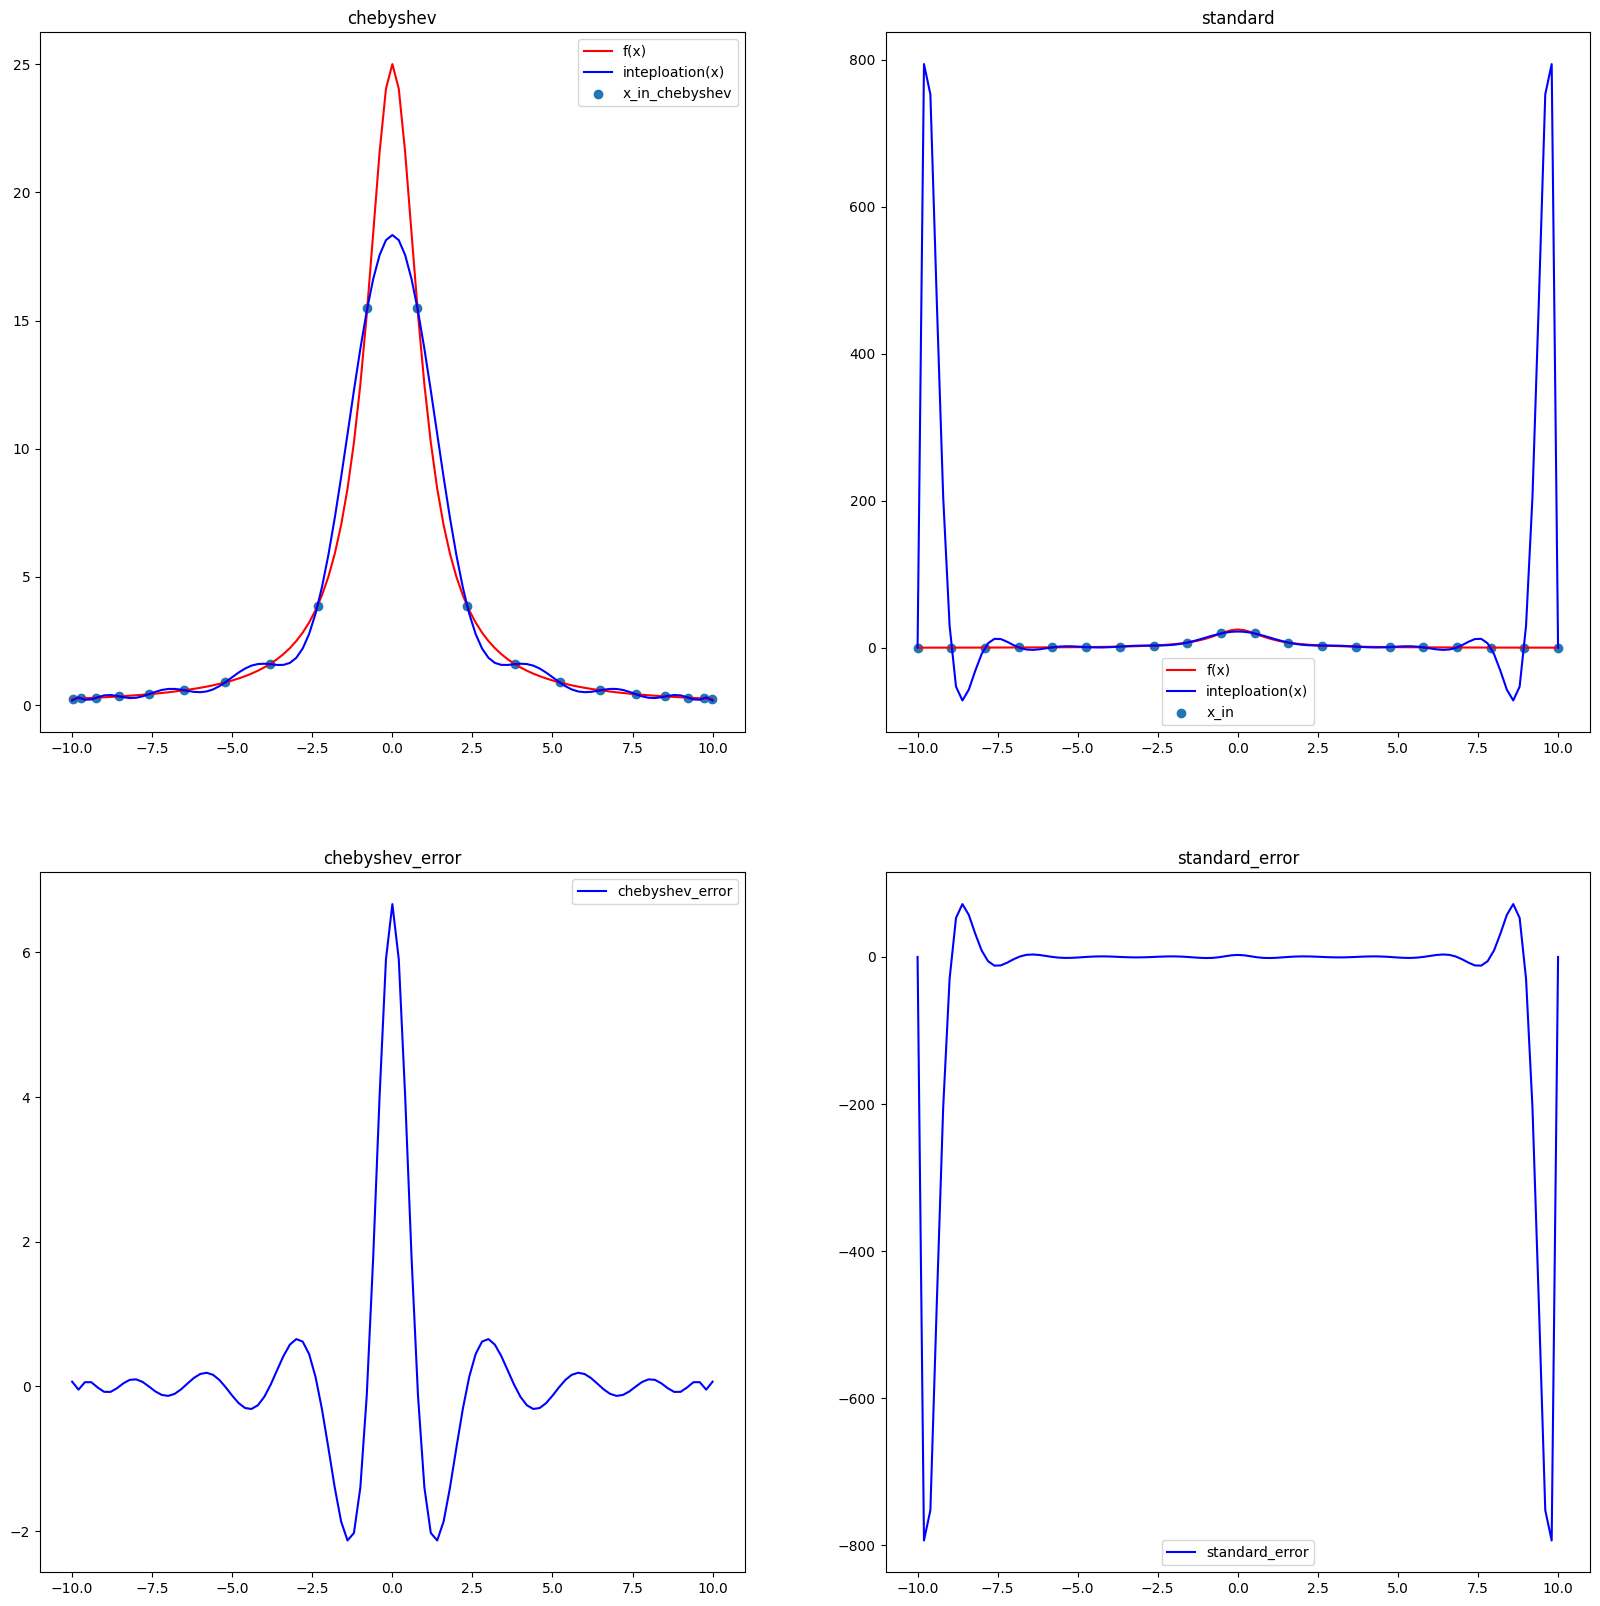 chebyshev
f(x)
inteploation(x)
x_in_chebyshev
25
20
15
10
5
0
−10.0 −7.5 −5.0 −2.5 0.0 2.5 5.0 7.5 10.0
standard
800
600
400
200
0
f(x)
inteploation(x)
x_in
−10.0 −7.5 −5.0 −2.5 0.0 2.5 5.0 7.5 10.0
chebyshev_error
chebyshev_error
6
4
2
0
−2
−10.0 −7.5 −5.0 −2.5 0.0 2.5 5.0 7.5 10.0
standard_error
0
−200
−400
−600
−800
standard_error
−10.0 −7.5 −5.0 −2.5 0.0 2.5 5.0 7.5 10.0